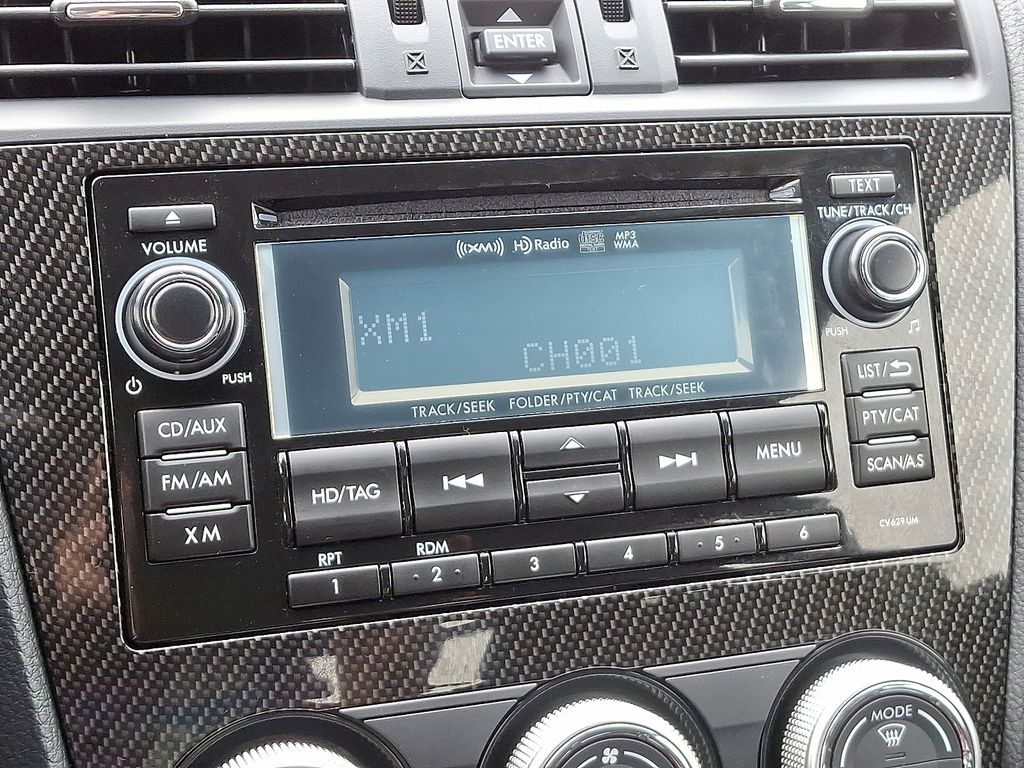 ENTER
TEXT
VOLUME
TUNE/TRACK/CH
((XM)) HD Radio disc MP3
WMA
XM1
CH001
PUSH
PUSH
TRACK/SEEK FOLDER/PTY/CAT TRACK/SEEK
LIST/
CD/AUX
PTY/CAT
FM/AM
HD/TAG
MENU
SCAN/A.S
XM
CV629UM
RPT RDM
1 2 3 4 5 6
MODE